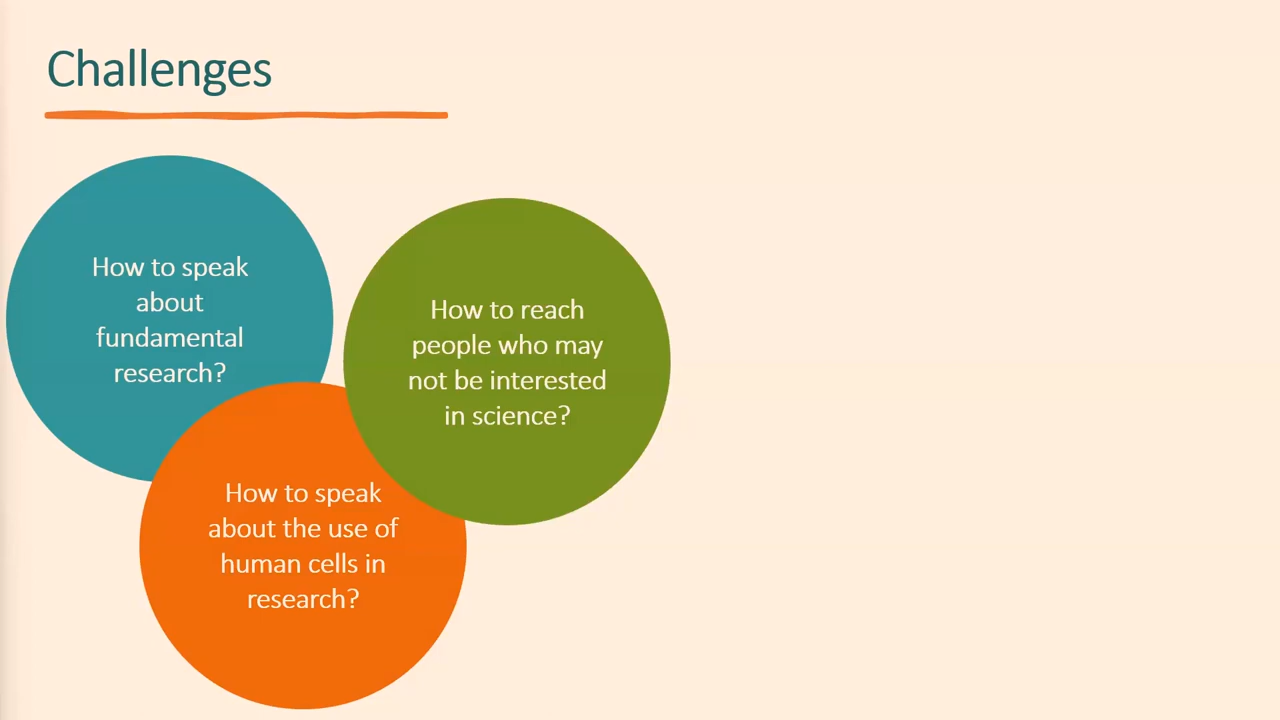 Challenges
How to speak
about
fundamental
research?
How to reach
people who may
not be interested
in science?
How to speak
about the use of
human cells in
research?